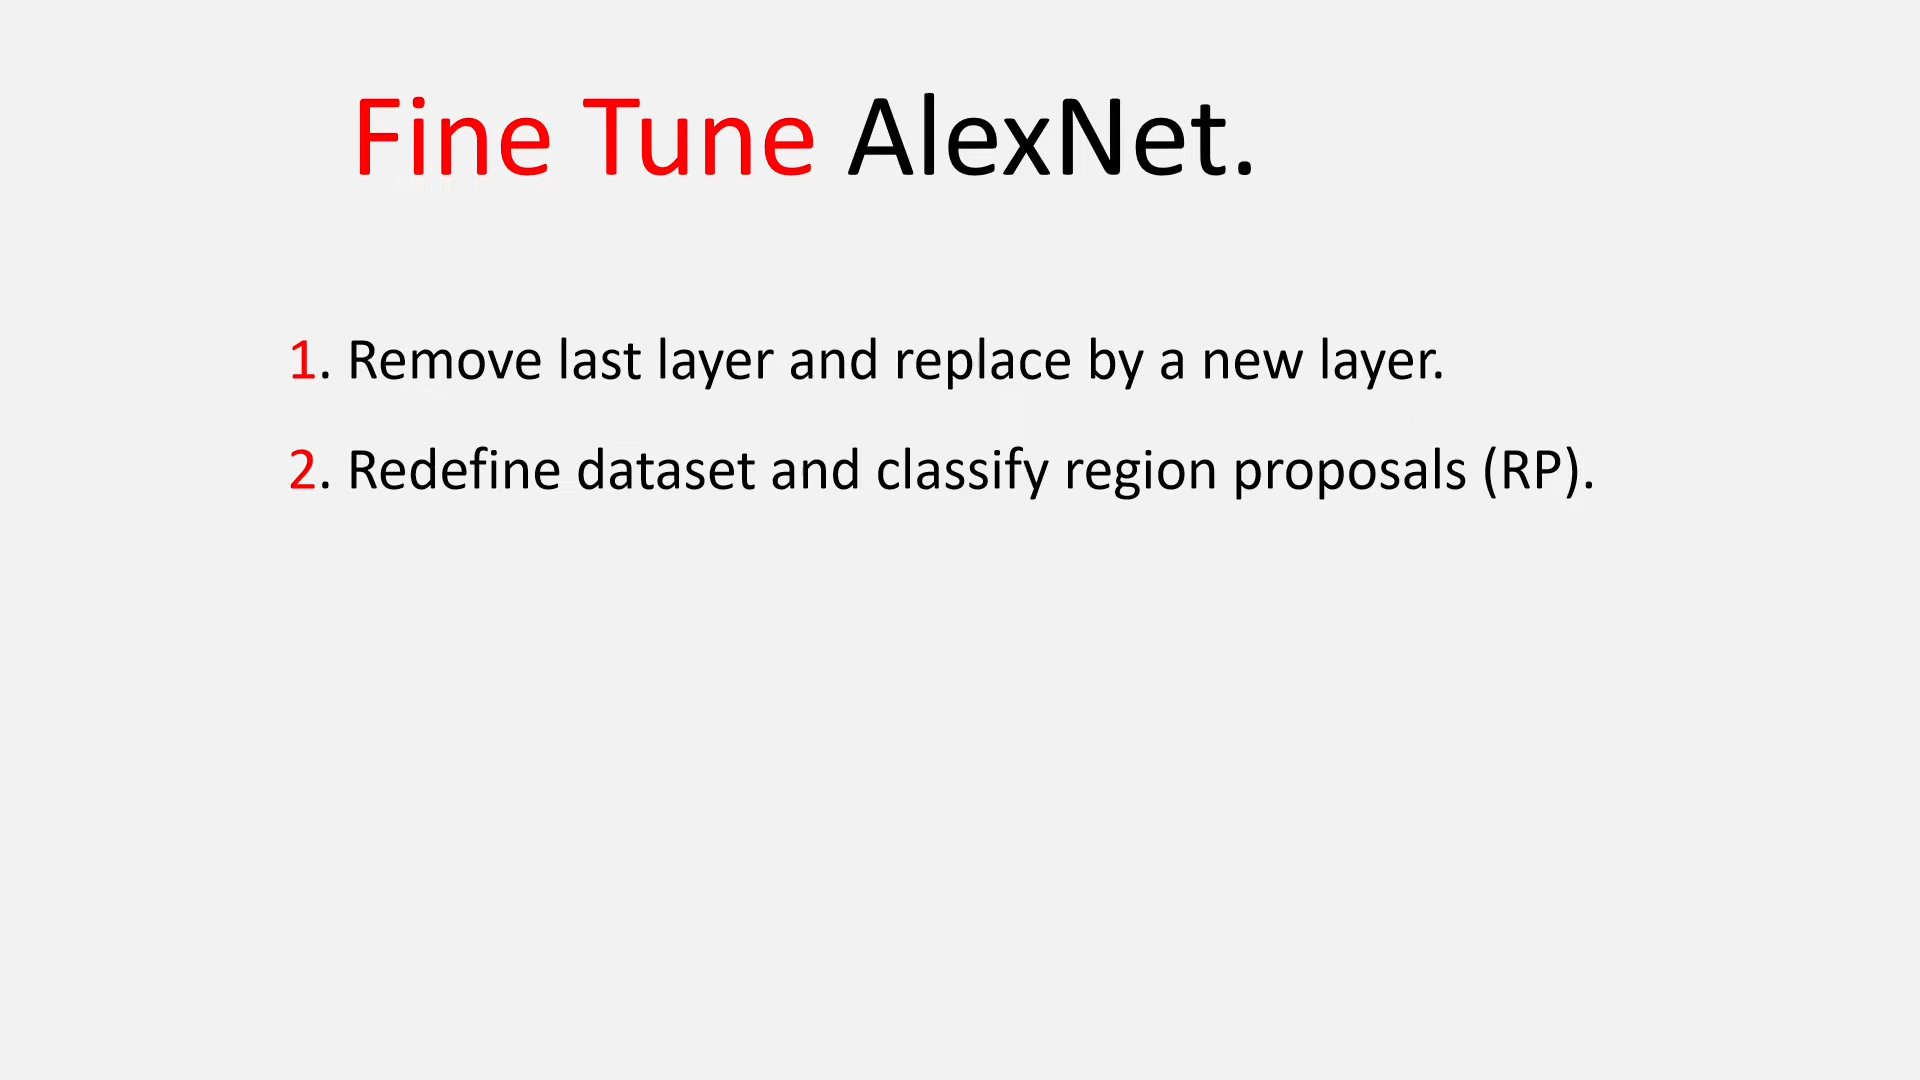 Fine Tune AlexNet.
1. Remove last layer and replace by a new layer.
2. Redefine dataset and classify region proposals (RP).